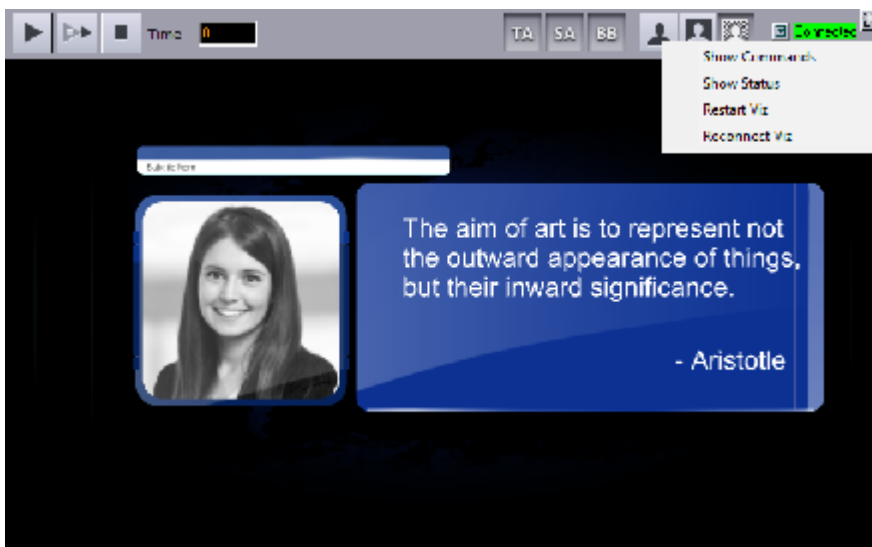 Time 0 TA SA BB Connected
Show Commands
Show Status
Restart Viz
Reconnect Viz
The aim of art is to represent not
the outward appearance of things,
but their inward significance.
- Aristotle